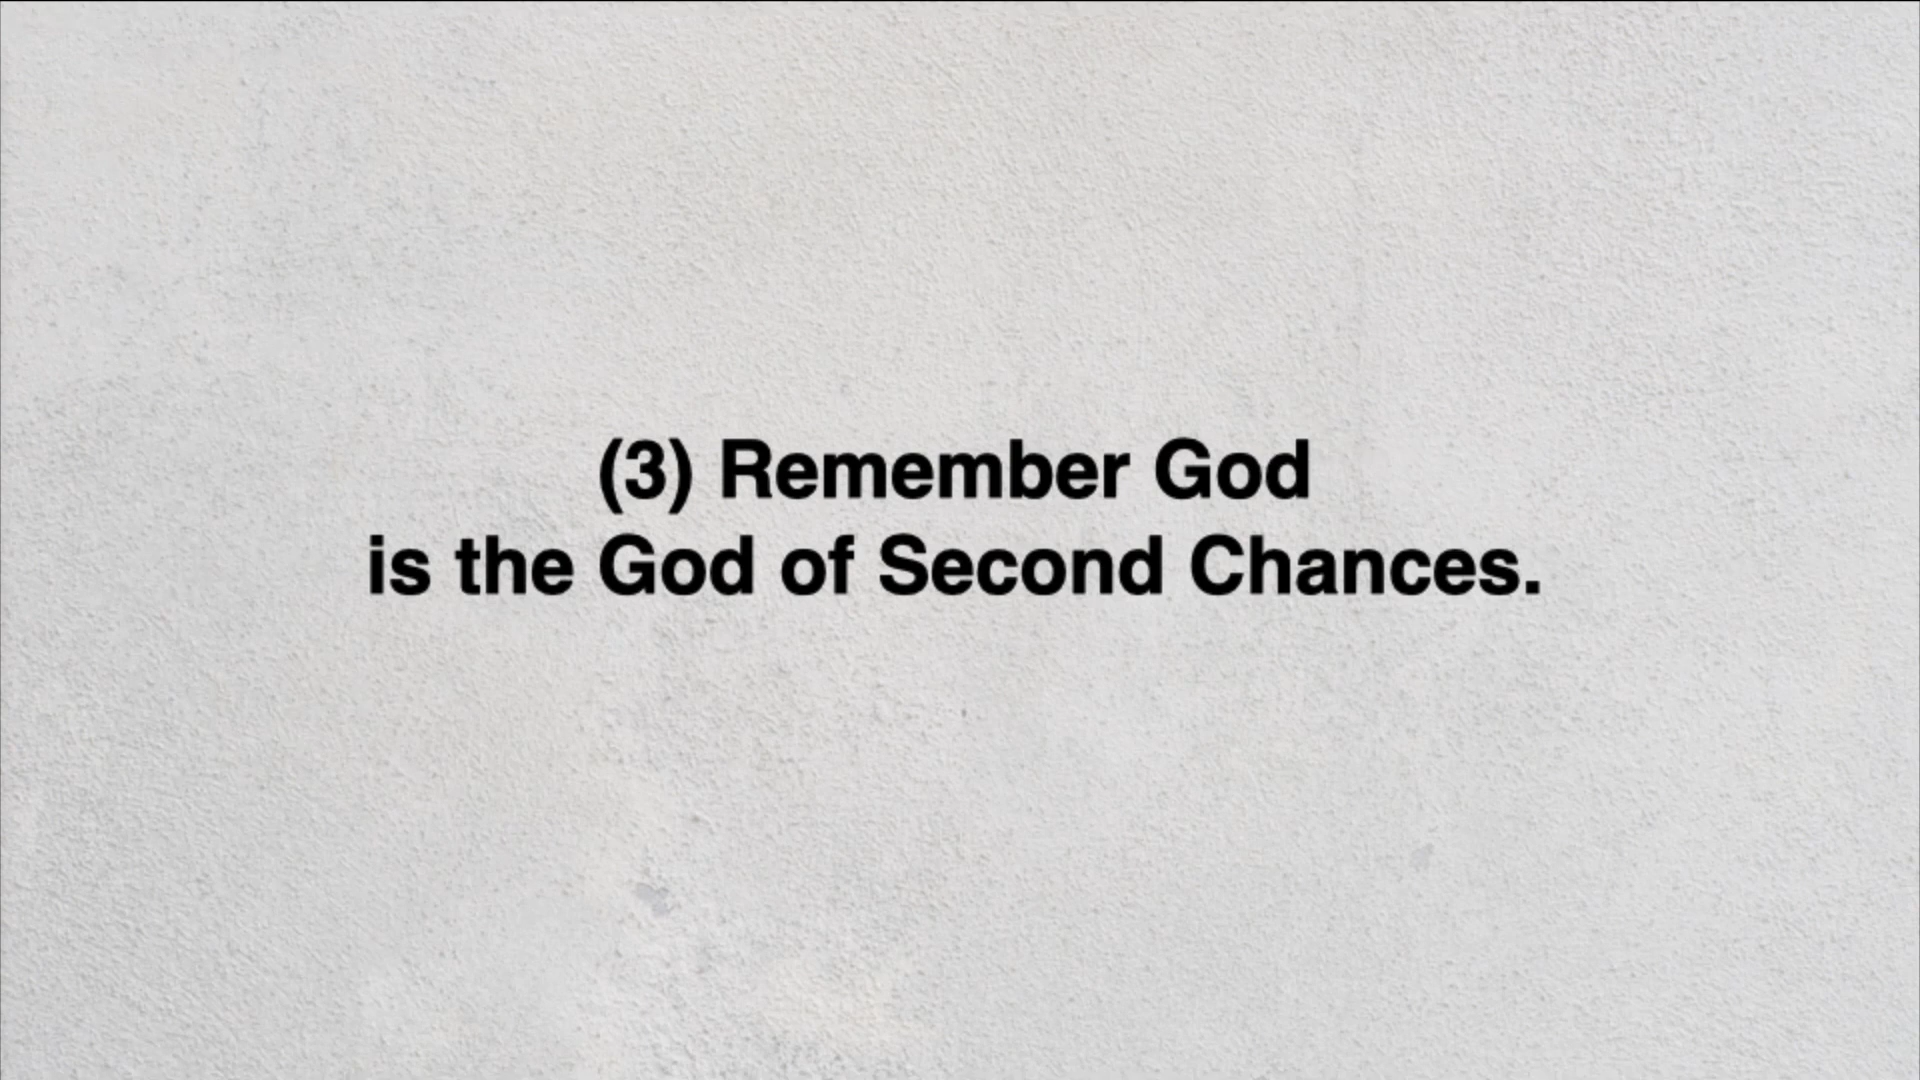 (3) Remember God
is the God of Second Chances.